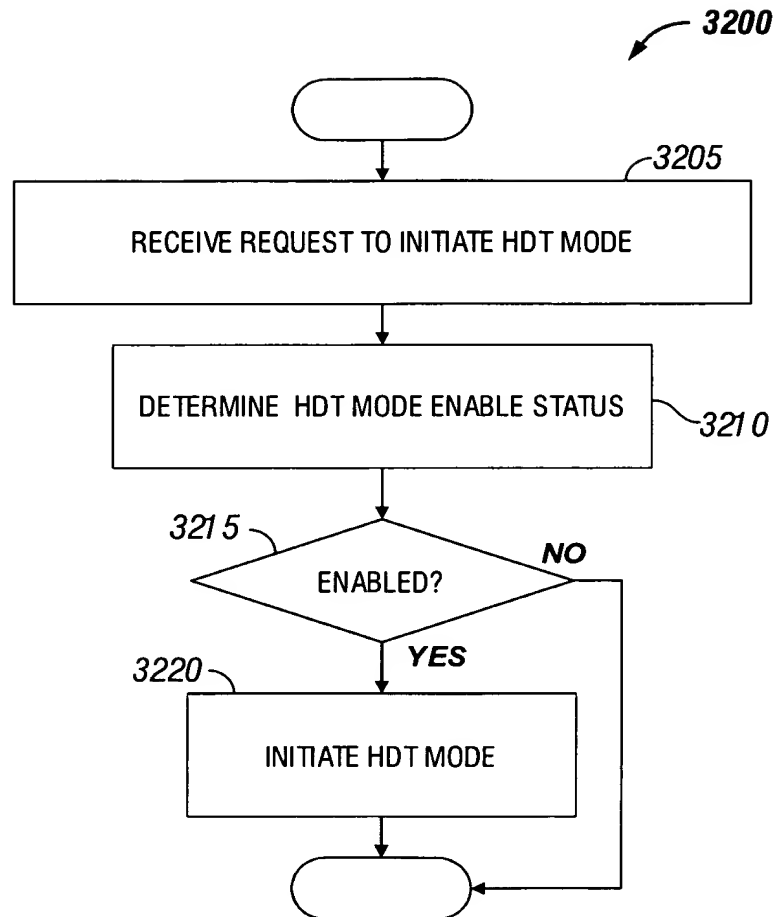 3200
3205
RECEIVE REQUEST TO INITIATE HDT MODE
DETERMINE HDT MODE ENABLE STATUS
3210
3215
NO
ENABLED?
YES
3220
INITIATE HDT MODE